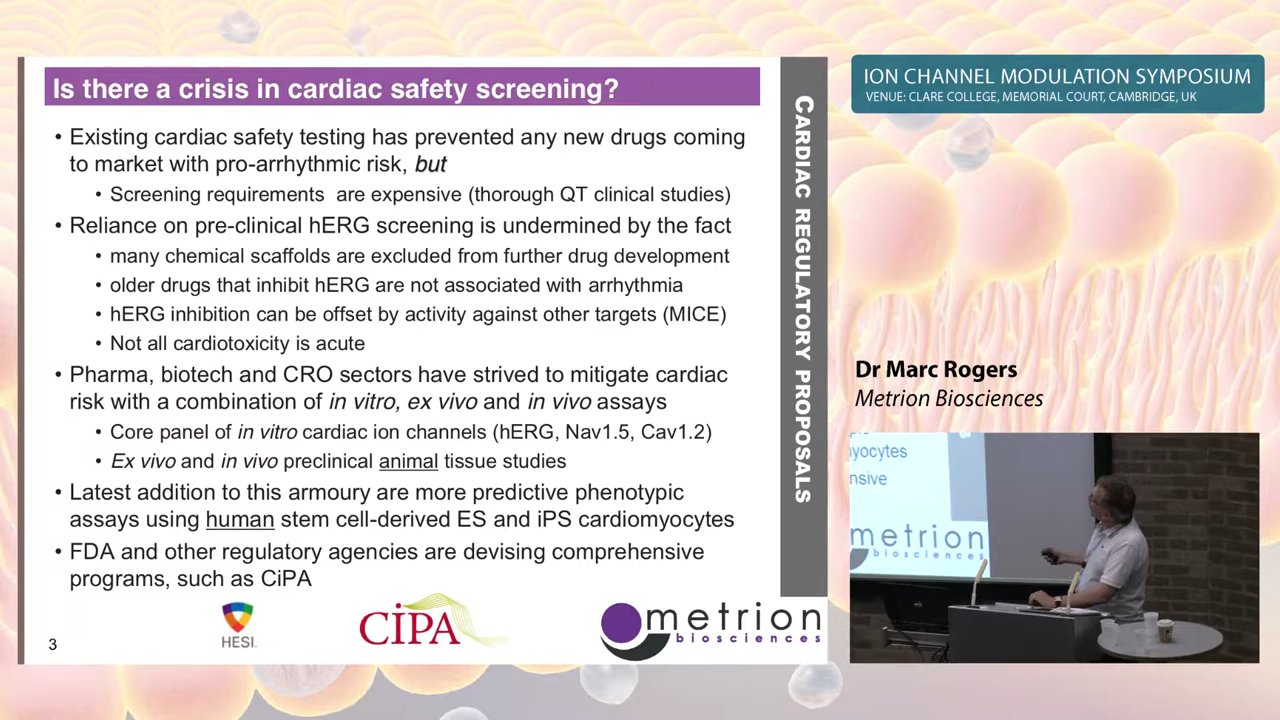 Is there a crisis in cardiac safety screening?
• Existing cardiac safety testing has prevented any new drugs coming
to market with pro-arrhythmic risk, but
• Screening requirements are expensive (thorough QT clinical studies)
• Reliance on pre-clinical hERG screening is undermined by the fact
• many chemical scaffolds are excluded from further drug development
• older drugs that inhibit hERG are not associated with arrhythmia
• hERG inhibition can be offset by activity against other targets (MICE)
• Not all cardiotoxicity is acute
• Pharma, biotech and CRO sectors have strived to mitigate cardiac
risk with a combination of in vitro, ex vivo and in vivo assays
• Core panel of in vitro cardiac ion channels (hERG, Nav1.5, Cav1.2)
• Ex vivo and in vivo preclinical animal tissue studies
• Latest addition to this armoury are more predictive phenotypic
assays using human stem cell-derived ES and iPS cardiomyocytes
• FDA and other regulatory agencies are devising comprehensive
programs, such as CiPA
3
HESI
CiPA
metrion
biosciences
CARDIAC REGULATORY PROPOSALS
ION CHANNEL MODULATION SYMPOSIUM
VENUE: CLARE COLLEGE, MEMORIAL COURT, CAMBRIDGE, UK
Dr Marc Rogers
Metrion Biosciences
yocytes
nsive
metrion
biosciences